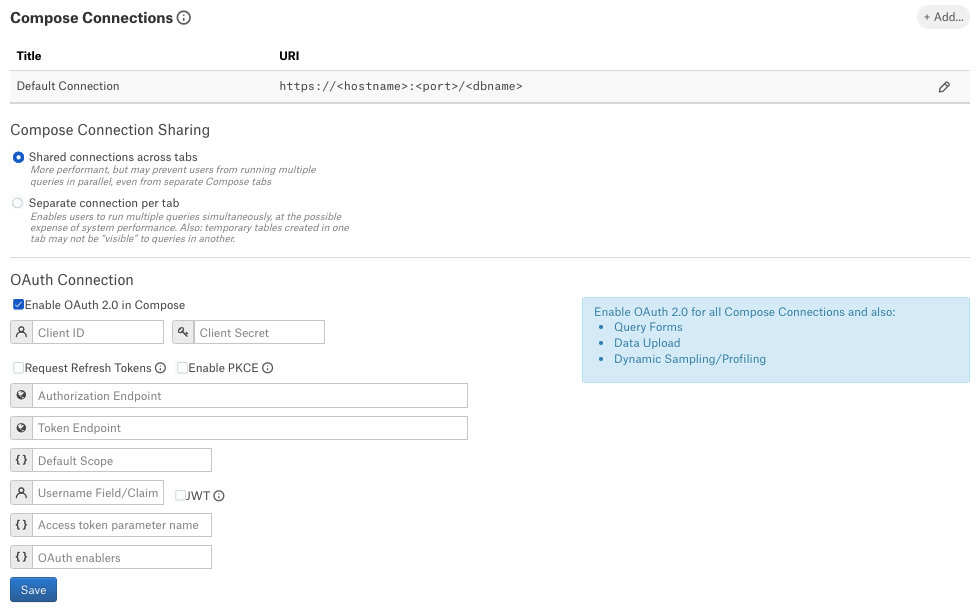 Compose Connections
+ Add...
Title URI
Default Connection https://<hostname>:<port>/<dbname>
Compose Connection Sharing
Shared connections across tabs
More performant, but may prevent users from running multiple
queries in parallel, even from separate Compose tabs
Separate connection per tab
Enables users to run multiple queries simultaneously, at the possible
expense of system performance. Also: temporary tables created in one
tab may not be “visible” to queries in another.
OAuth Connection
Enable OAuth 2.0 in Compose
Client ID Client Secret
Request Refresh Tokens Enable PKCE
Authorization Endpoint
Token Endpoint
{} Default Scope
Username Field/Claim JWT
{} Access token parameter name
{} OAuth enablers
Save
Enable OAuth 2.0 for all Compose Connections and also:
• Query Forms
• Data Upload
• Dynamic Sampling/Profiling